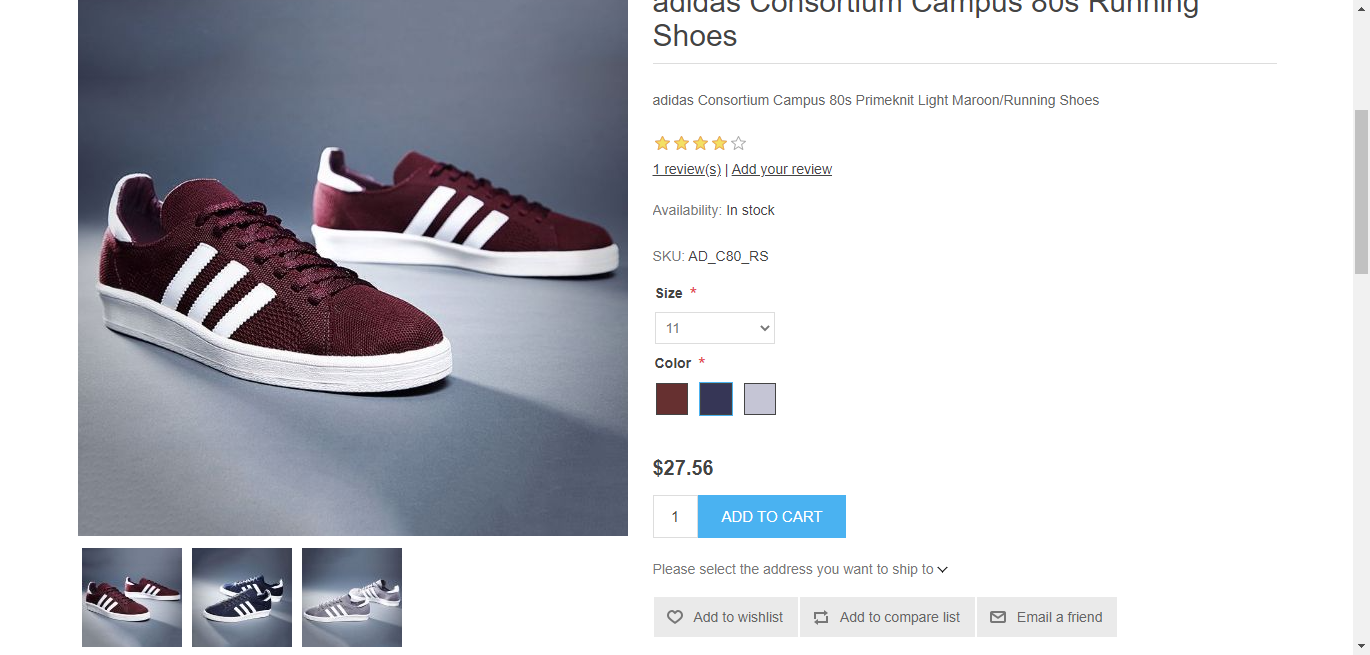 adidas Consortium Campus 80s Running
Shoes
adidas Consortium Campus 80s Primeknit Light Maroon/Running Shoes
1 review(s) | Add your review
Availability: In stock
SKU: AD_C80_RS
Size *
11
Color *
$27.56
1 ADD TO CART
Please select the address you want to ship to
Add to wishlist Add to compare list Email a friend